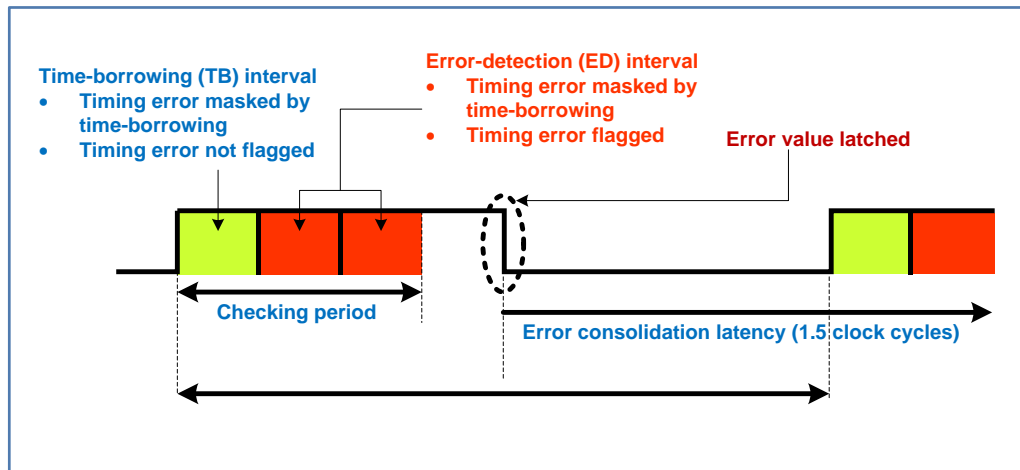 Time-borrowing (TB) interval
• Timing error masked by
time-borrowing
• Timing error not flagged
Error-detection (ED) interval
• Timing error masked by
time-borrowing
• Timing error flagged
Error value latched
Checking period
Error consolidation latency (1.5 clock cycles)